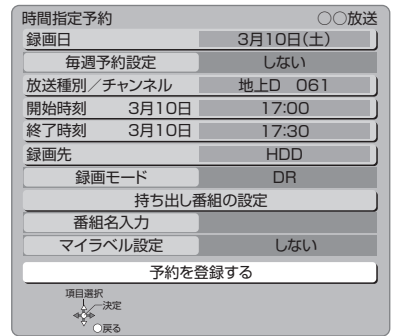 時間指定予約 ○○放送
録画日 3月10日(土)
毎週予約設定 しない
放送種別／チャンネル 地上D 061
開始時刻 3月10日 17:00
終了時刻 3月10日 17:30
録画先 HDD
録画モード DR
持ち出し番組の設定
番組名入力
マイラベル設定 しない
予約を登録する
項目選択
決定
戻る